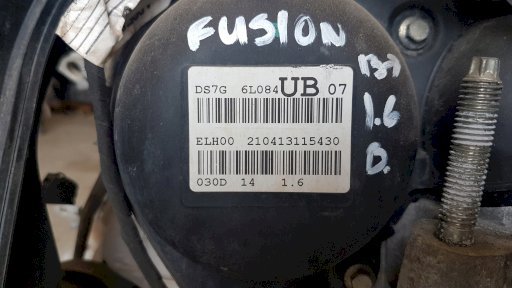 FUSION
DS7G 6L084 UB 07
ELH00 210413115430
030D 14 1.6
1.6
D.